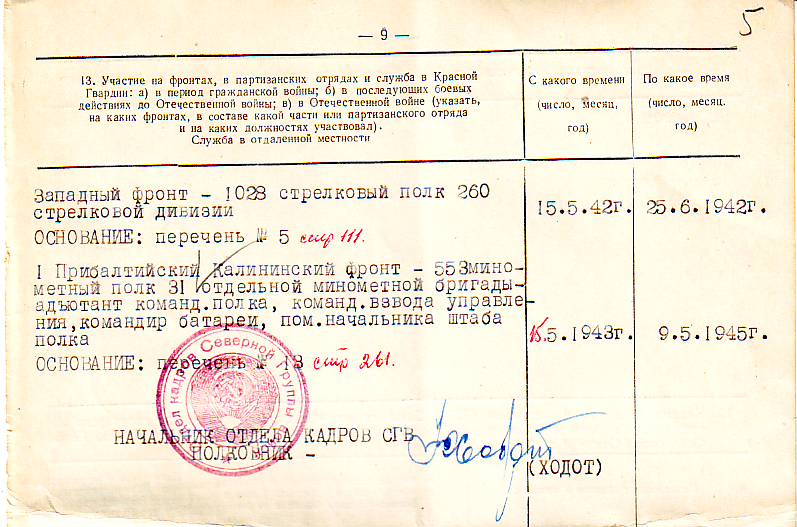 — 9 —
5
13. Участие на фронтах, в партизанских отрядах и служба в Красной
Гвардии: а) в период гражданской войны; б) в последующих боевых
действиях до Отечественной войны; в) в Отечественной войне (указать,
на каких фронтах, в составе какой части или партизанского отряда
и на каких должностях участвовал).
Служба в отдаленной местности
С какого времени
(число, месяц,
год)
По какое время
(число, месяц.
год)
Западный фронт - 1028 стрелковый полк 260
стрелковой дивизии
15.5.42г.
25.6.1942г.
ОСНОВАНИЕ: перечень № 5 стр 111.
I Прибалтийский Калининский фронт - 553мино-
метный полк 31 отдельной минометной бригады-
адъютант команд.полка, команд.взвода управле-
ния,командир батареи, пом.начальника штаба
полка
15.5.1943г.
9.5.1945г.
ОСНОВАНИЕ: перечень № 13 стр 261.
Отдел кадров Северной Группы
НАЧАЛЬНИК ОТДЕЛА КАДРОВ СГВ
ПОЛКОВНИК -
(ХОДОТ)